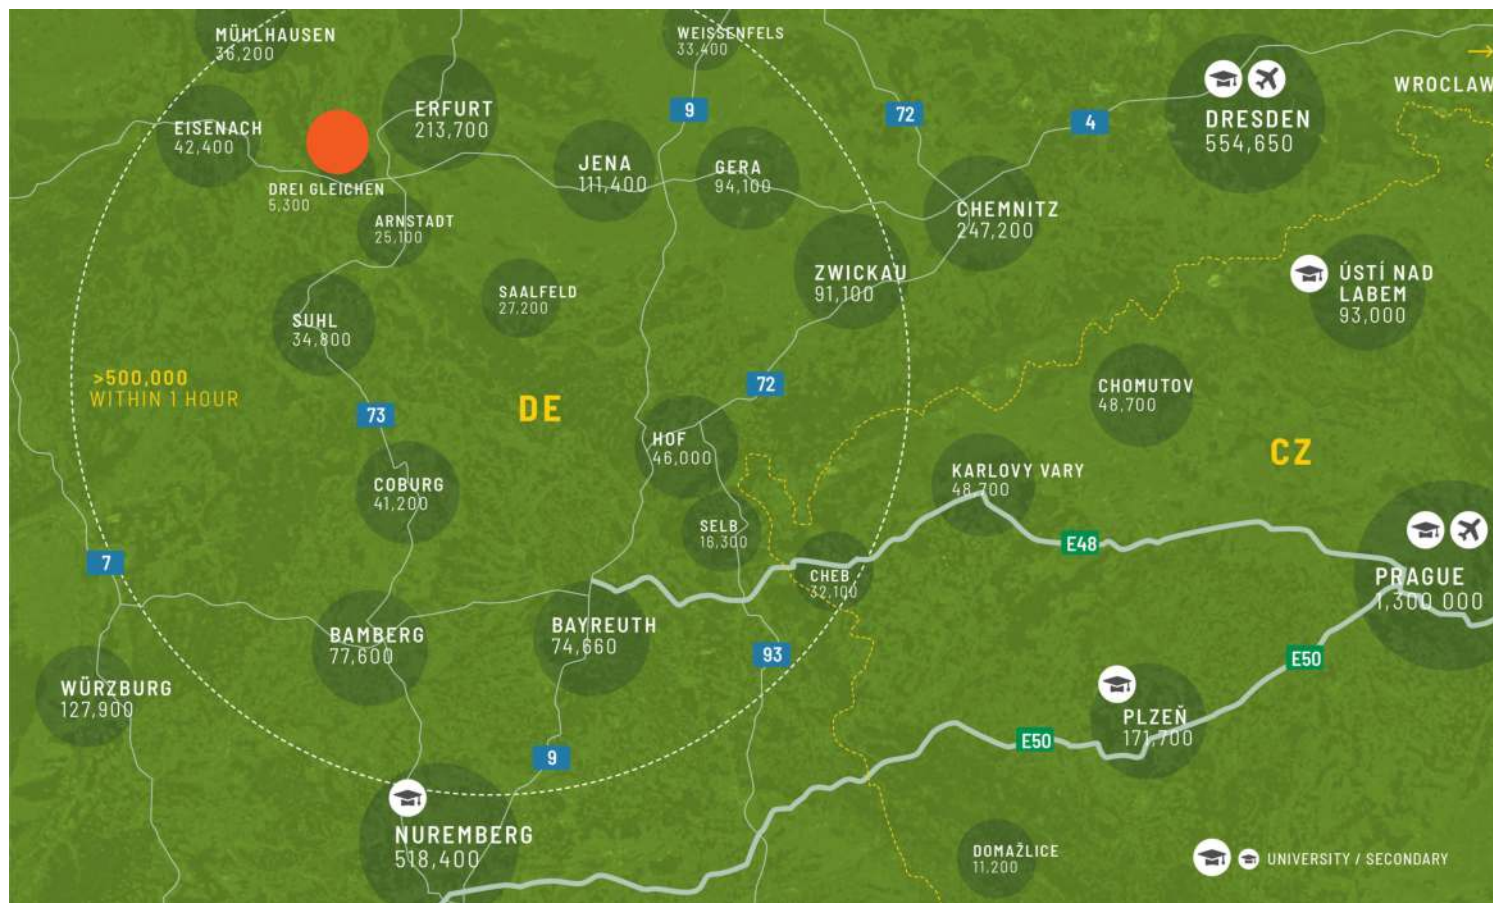 MÜHLHAUSEN
36,200
WEISSENFELS
33,400
WROCLAW
EISENACH
42,400
ERFURT
213,700
9
72
4
DRESDEN
554,650
DREI GLEICHEN
5,300
JENA
111,400
GERA
94,100
ARNSTADT
25,100
CHEMNITZ
247,200
SUHL
34,800
SAALFELD
27,200
ZWICKAU
91,100
ÚSTÍ NAD
LABEM
93,000
>500,000
WITHIN 1 HOUR
73
DE
72
CHOMUTOV
48,700
HOF
46,000
CZ
COBURG
41,200
KARLOVY VARY
48,700
SELB
16,300
7
E48
CHEB
32,100
PRAGUE
1,300 000
BAMBERG
77,600
BAYREUTH
74,660
93
E50
WÜRZBURG
127,900
PLZEŇ
171,700
9
E50
NUREMBERG
518,400
DOMAŽLICE
11,200
UNIVERSITY / SECONDARY